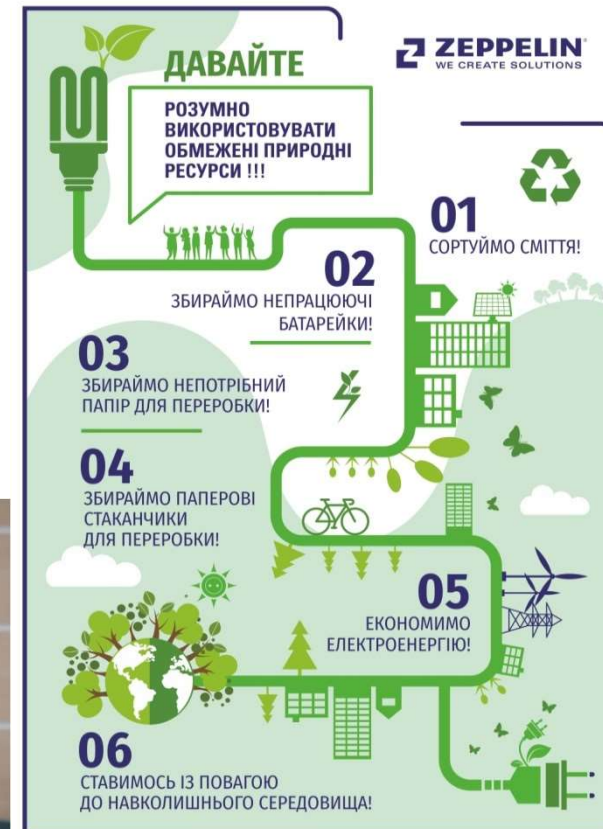 ДАВАЙТЕ
РОЗУМНО
ВИКОРИСТОВУВАТИ
ОБМЕЖЕНІ ПРИРОДНІ
РЕСУРСИ !!!
ZEPPELIN
WE CREATE SOLUTIONS
01
СОРТУЙМО СМІТТЯ!
02
ЗБИРАЙМО НЕПРАЦЮЮЧІ
БАТАРЕЙКИ!
03
ЗБИРАЙМО НЕПОТРІБНИЙ
ПАПІР ДЛЯ ПЕРЕРОБКИ!
04
ЗБИРАЙМО ПАПЕРОВІ
СТАКАНЧИКИ
ДЛЯ ПЕРЕРОБКИ!
05
ЕКОНОМИМО
ЕЛЕКТРОЕНЕРГІЮ!
06
СТАВИМОСЬ ІЗ ПОВАГОЮ
ДО НАВКОЛИШНЬОГО СЕРЕДОВИЩА!